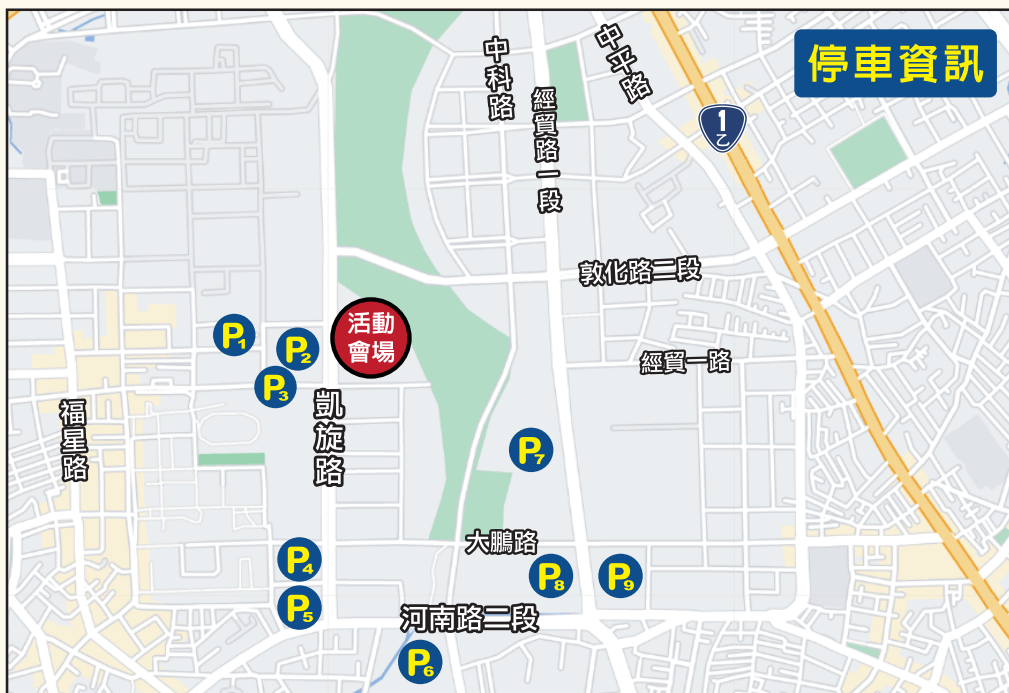 停車資訊
中科路
中平路
經貿路一段
1
乙
敦化路二段
活動
會場
P1
P2
P3
經貿一路
凱旋路
福星路
P7
大鵬路
P4
P8
P9
P5
河南路二段
P6